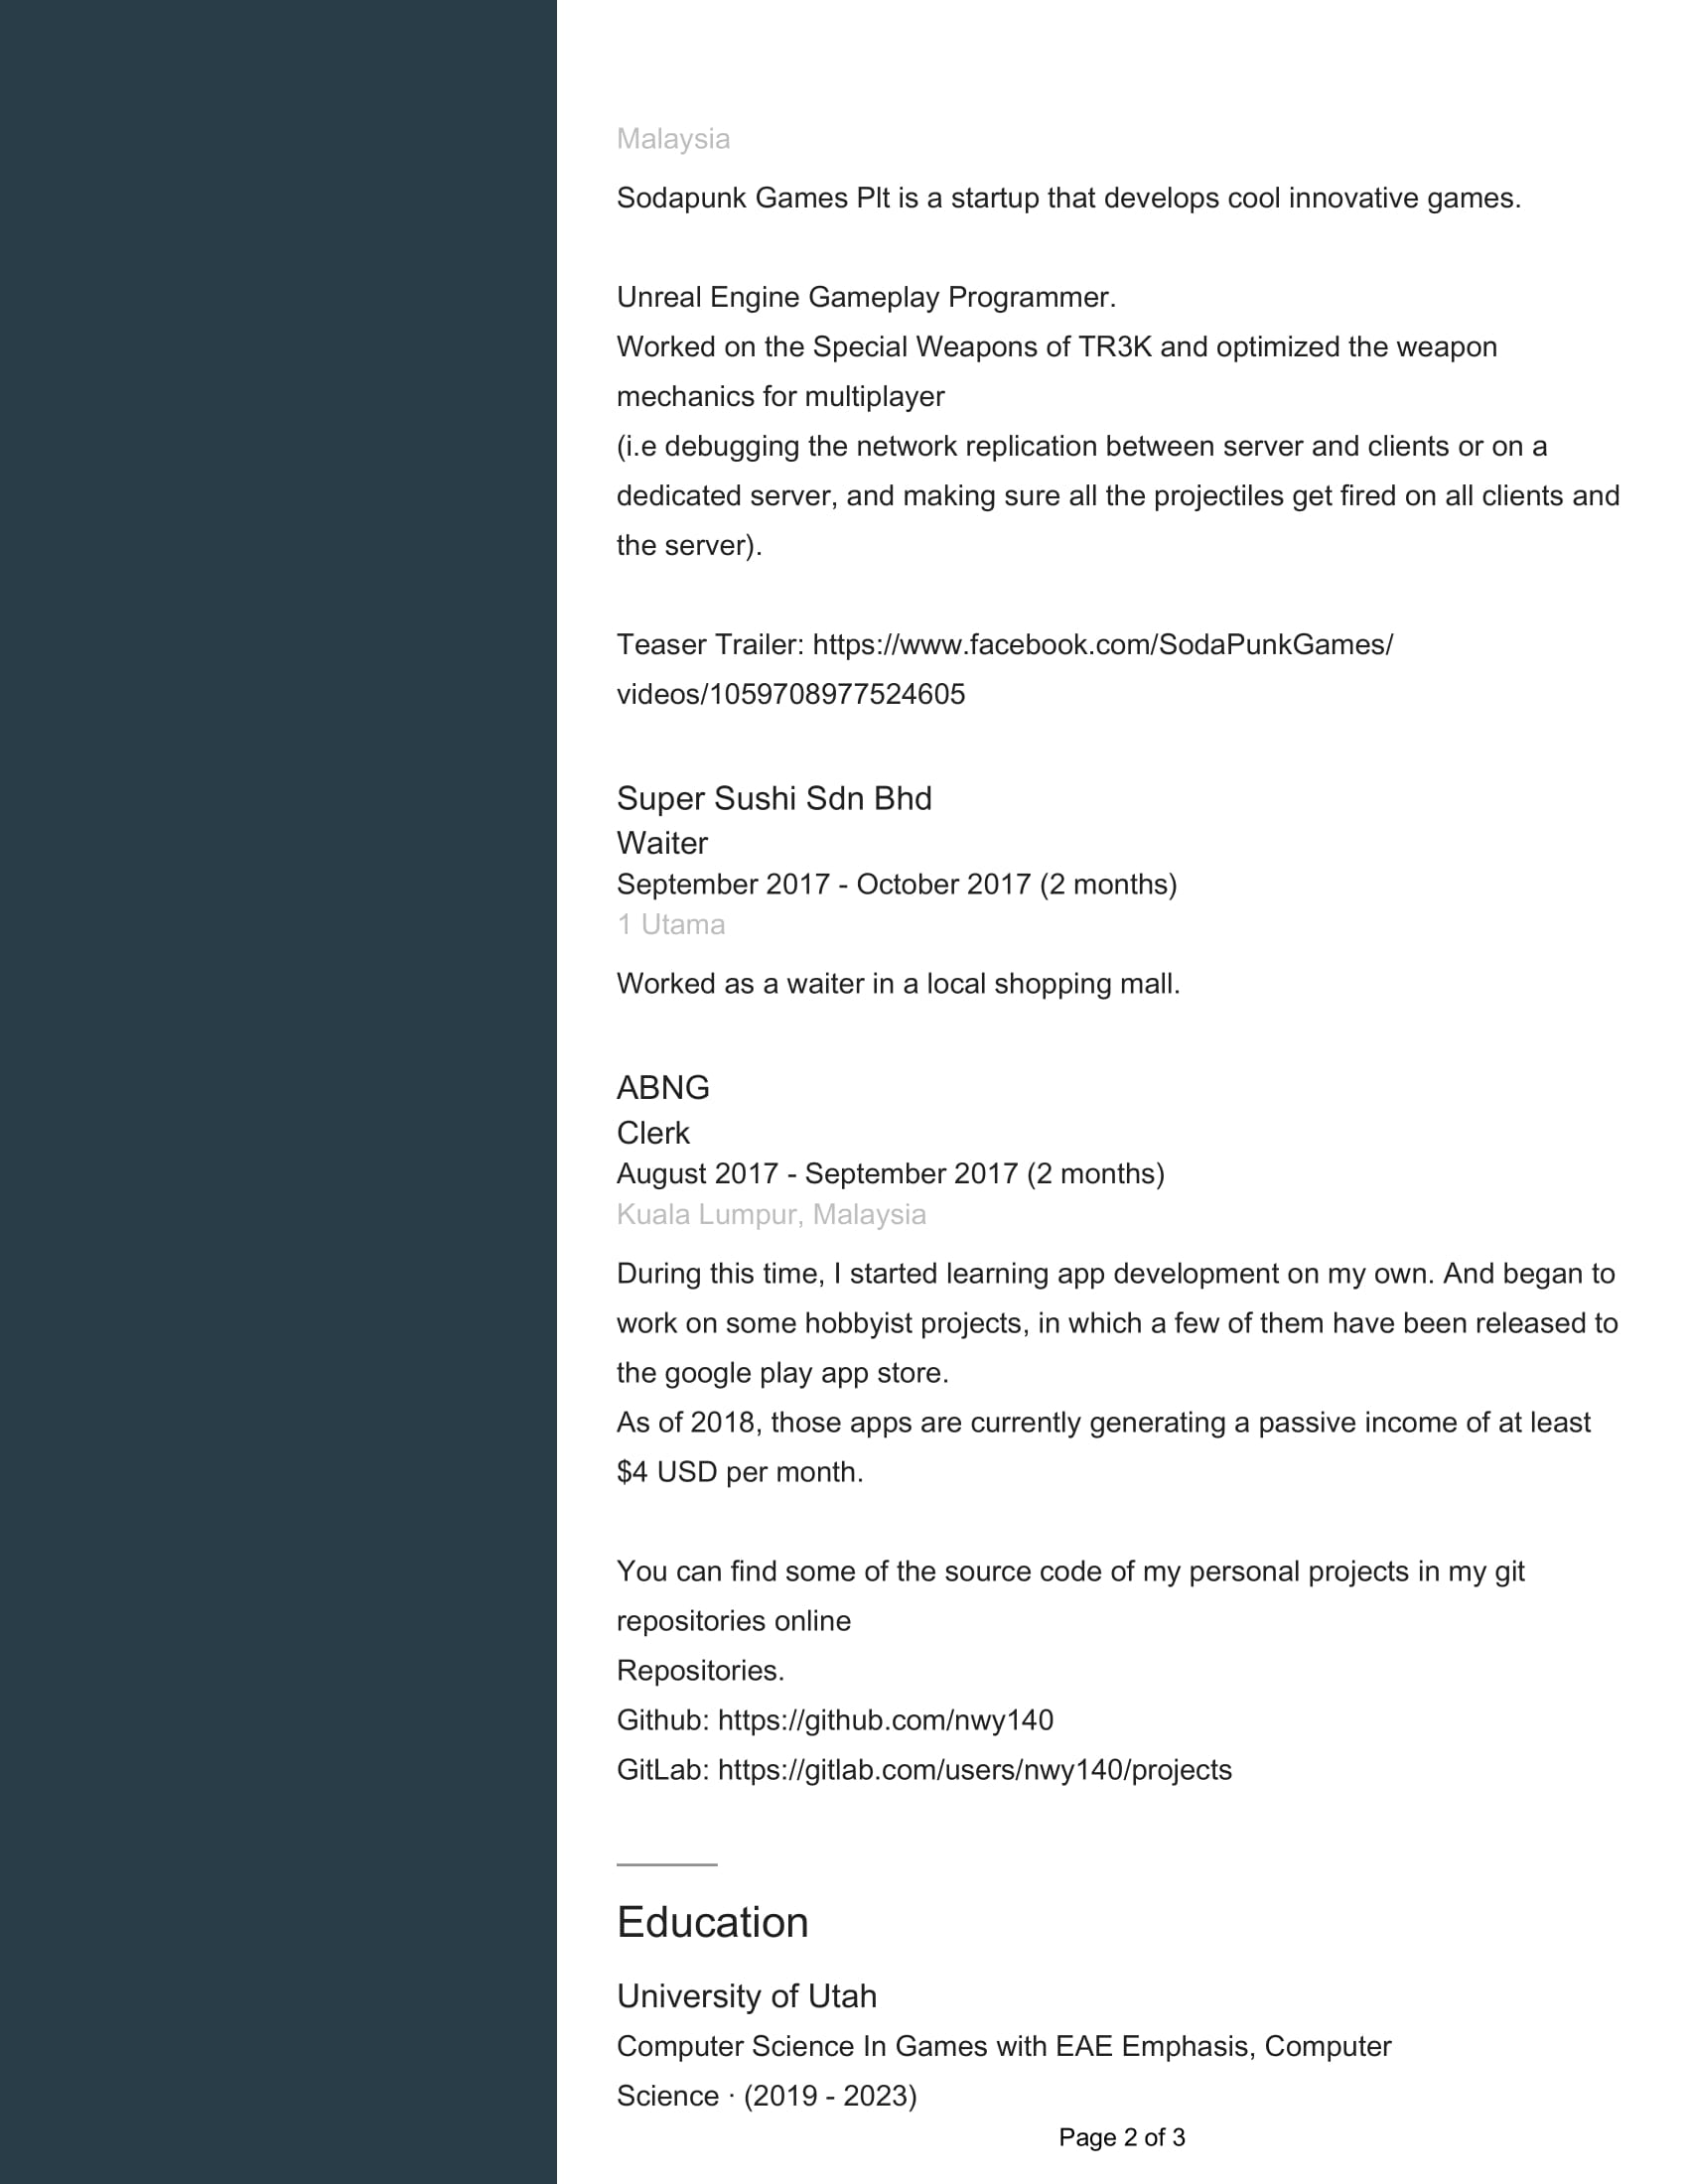 Malaysia
Sodapunk Games Plt is a startup that develops cool innovative games.
Unreal Engine Gameplay Programmer.
Worked on the Special Weapons of TR3K and optimized the weapon
mechanics for multiplayer
(i.e debugging the network replication between server and clients or on a
dedicated server, and making sure all the projectiles get fired on all clients and
the server).
Teaser Trailer: https://www.facebook.com/SodaPunkGames/
videos/1059708977524605
Super Sushi Sdn Bhd
Waiter
September 2017 - October 2017 (2 months)
1 Utama
Worked as a waiter in a local shopping mall.
ABNG
Clerk
August 2017 - September 2017 (2 months)
Kuala Lumpur, Malaysia
During this time, I started learning app development on my own. And began to
work on some hobbyist projects, in which a few of them have been released to
the google play app store.
As of 2018, those apps are currently generating a passive income of at least
$4 USD per month.
You can find some of the source code of my personal projects in my git
repositories online
Repositories.
Github: https://github.com/nwy140
GitLab: https://gitlab.com/users/nwy140/projects
Education
University of Utah
Computer Science In Games with EAE Emphasis, Computer
Science · (2019 - 2023)
Page 2 of 3